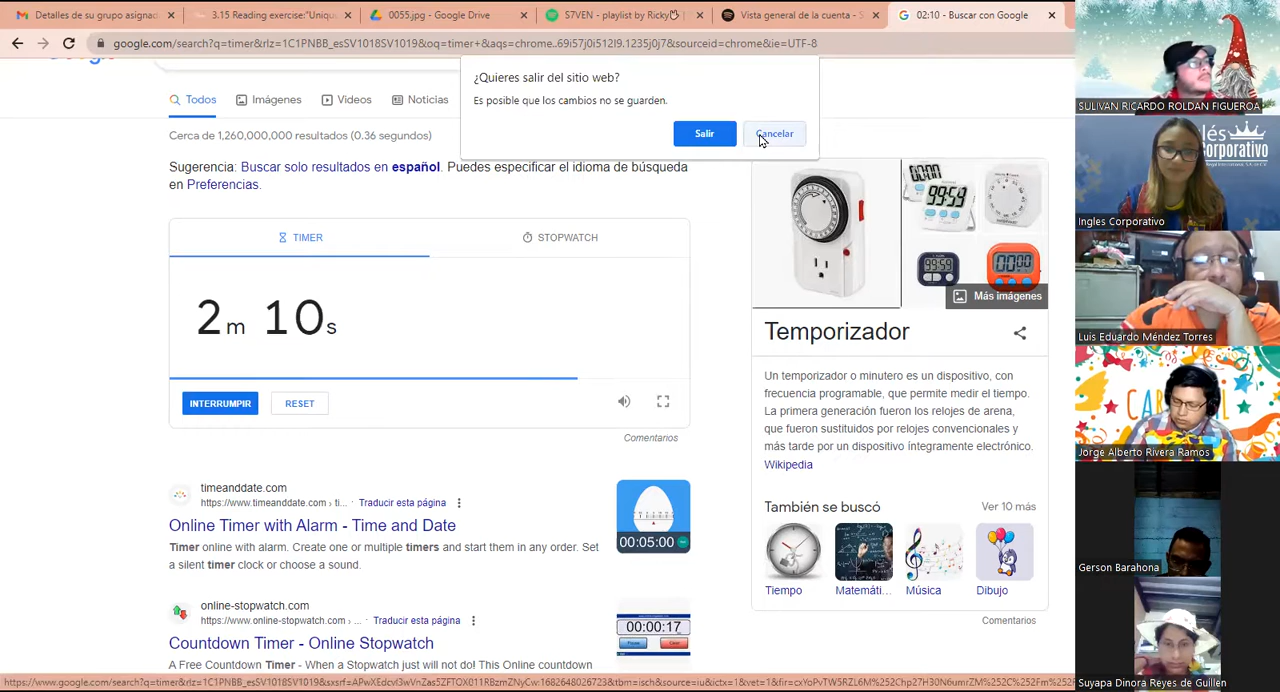 Detalles de su grupo asignad
3.15 Reading exercise:"Uniqu
0055.jpg - Google Drive
S7VEN - playlist by Ricky
Vista general de la cuenta - S
02:10 - Buscar con Google
google.com/search?q=timer&rlz=1C1PNBB_esSV1018SV1019&oq=timer+&aqs=chrome..69i57j0i512l9.1235j0j7&sourceid=chrome&ie=UTF-8
¿Quieres salir del sitio web?
Es posible que los cambios no se guarden.
Salir
Cancelar
Todos
Imágenes
Videos
Noticias
Cerca de 1,260,000,000 resultados (0.36 segundos)
Sugerencia: Buscar solo resultados en español. Puedes especificar el idioma de búsqueda
en Preferencias.
TIMER
STOPWATCH
2 m 10 s
INTERRUMPIR
RESET
Comentarios
timeanddate.com
https://www.timeanddate.com › ti... · Traducir esta página
Online Timer with Alarm - Time and Date
Timer online with alarm. Create one or multiple timers and start them in any order. Set
a silent timer clock or choose a sound.
00:05:00
online-stopwatch.com
https://www.online-stopwatch.com › ... · Traducir esta página
Countdown Timer - Online Stopwatch
A Free Countdown Timer - When a Stopwatch just will not do! This Online countdown
00:00:17
99:59
Más imágenes
Temporizador
Un temporizador o minutero es un dispositivo, con
frecuencia programable, que permite medir el tiempo.
La primera generación fueron los relojes de arena,
que fueron sustituidos por relojes convencionales y
más tarde por un dispositivo íntegramente electrónico.
Wikipedia
También se buscó
Ver 10 más
Tiempo
Matemáti...
Música
Dibujo
Comentarios
SULIVAN RICARDO ROLDAN FIGUEROA
Ingles Corporativo
Luis Eduardo Méndez Torres
Jorge Alberto Rivera Ramos
Gerson Barahona
Suyapa Dinora Reyes de Guillén